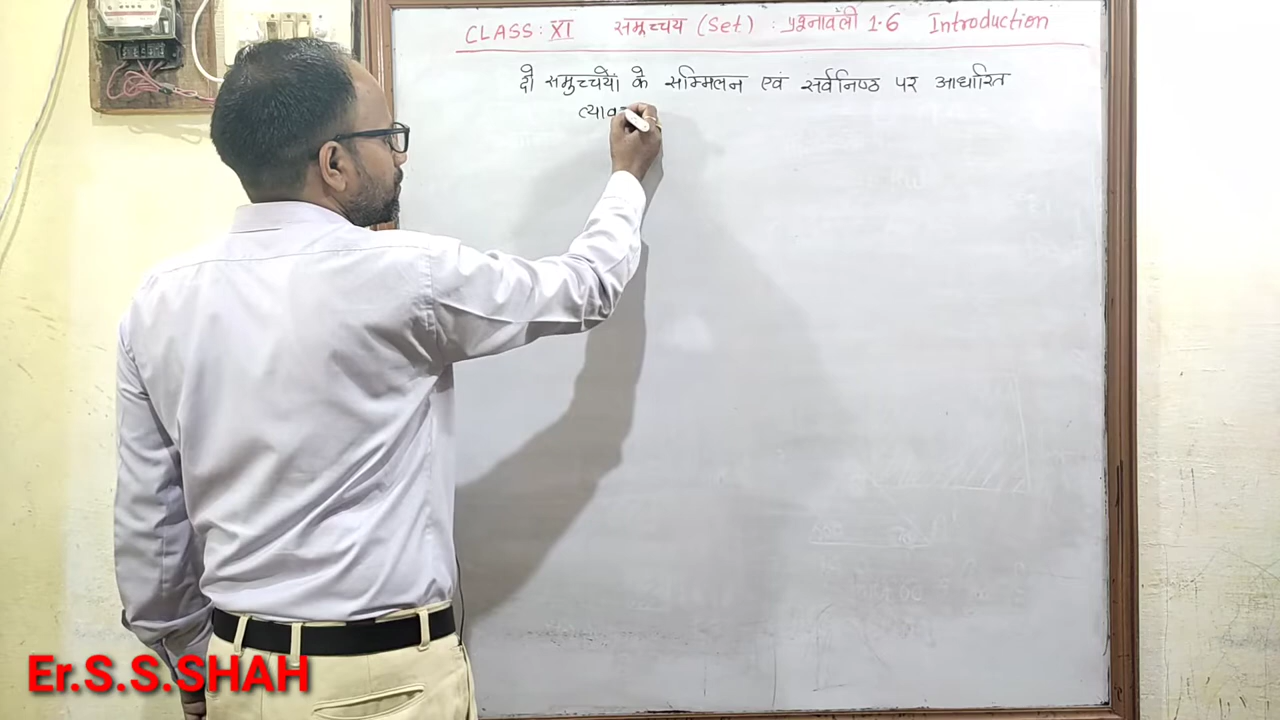 CLASS: XI समुच्चय (Set) : प्रश्नावली 1.6 Introduction
दो समुच्चयों के सम्मिलन एवं सर्वनिष्ठ पर आधारित
त्याव
Er.S.S.SHAH